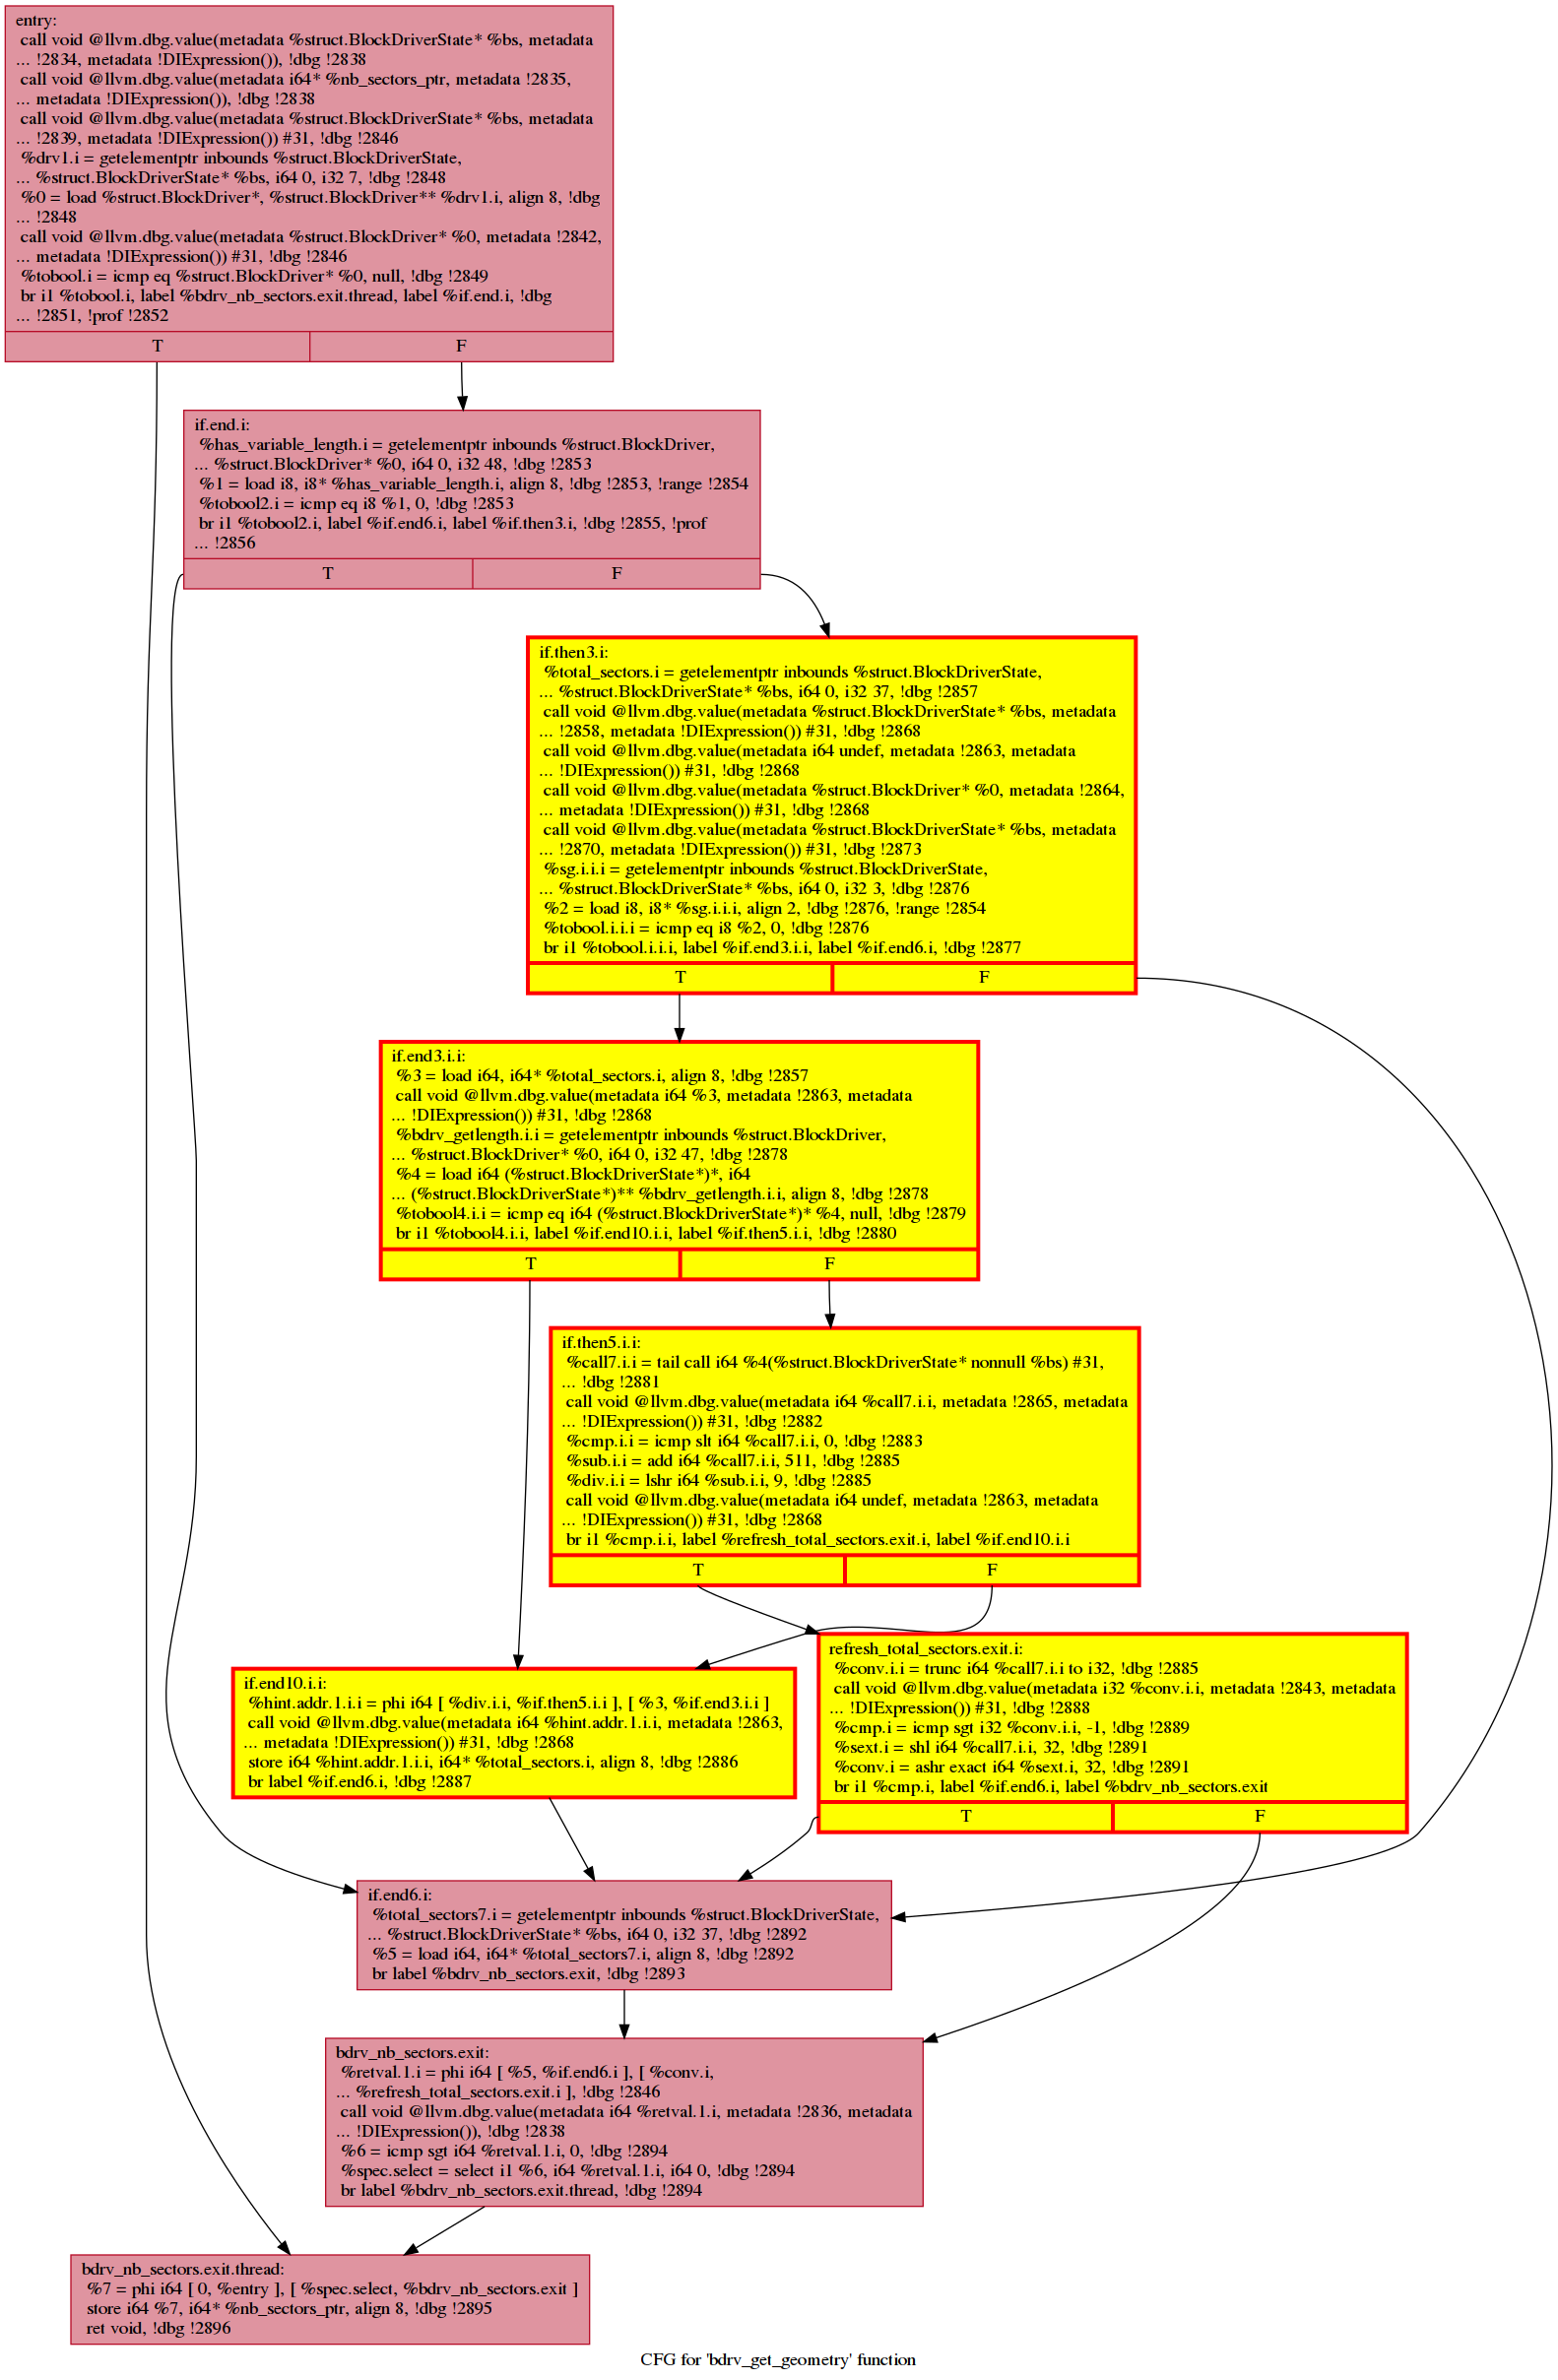 entry:
call void @llvm.dbg.value(metadata %struct.BlockDriverState* %bs, metadata
... !2834, metadata !DIExpression()), !dbg !2838
call void @llvm.dbg.value(metadata i64* %nb_sectors_ptr, metadata !2835,
... metadata !DIExpression()), !dbg !2838
call void @llvm.dbg.value(metadata %struct.BlockDriverState* %bs, metadata
... !2839, metadata !DIExpression()) #31, !dbg !2846
%drv1.i = getelementptr inbounds %struct.BlockDriverState,
... %struct.BlockDriverState* %bs, i64 0, i32 7, !dbg !2848
%0 = load %struct.BlockDriver*, %struct.BlockDriver** %drv1.i, align 8, !dbg
... !2848
call void @llvm.dbg.value(metadata %struct.BlockDriver* %0, metadata !2842,
... metadata !DIExpression()) #31, !dbg !2846
%tobool.i = icmp eq %struct.BlockDriver* %0, null, !dbg !2849
br i1 %tobool.i, label %bdrv_nb_sectors.exit.thread, label %if.end.i, !dbg
... !2851, !prof !2852
T F
if.end.i:
%has_variable_length.i = getelementptr inbounds %struct.BlockDriver,
... %struct.BlockDriver* %0, i64 0, i32 48, !dbg !2853
%1 = load i8, i8* %has_variable_length.i, align 8, !dbg !2853, !range !2854
%tobool2.i = icmp eq i8 %1, 0, !dbg !2853
br i1 %tobool2.i, label %if.end6.i, label %if.then3.i, !dbg !2855, !prof
... !2856
T F
if.then3.i:
%total_sectors.i = getelementptr inbounds %struct.BlockDriverState,
... %struct.BlockDriverState* %bs, i64 0, i32 37, !dbg !2857
call void @llvm.dbg.value(metadata %struct.BlockDriverState* %bs, metadata
... !2858, metadata !DIExpression()) #31, !dbg !2868
call void @llvm.dbg.value(metadata i64 undef, metadata !2863, metadata
... !DIExpression()) #31, !dbg !2868
call void @llvm.dbg.value(metadata %struct.BlockDriver* %0, metadata !2864,
... metadata !DIExpression()) #31, !dbg !2868
call void @llvm.dbg.value(metadata %struct.BlockDriverState* %bs, metadata
... !2870, metadata !DIExpression()) #31, !dbg !2873
%sg.i.i.i = getelementptr inbounds %struct.BlockDriverState,
... %struct.BlockDriverState* %bs, i64 0, i32 3, !dbg !2876
%2 = load i8, i8* %sg.i.i.i, align 2, !dbg !2876, !range !2854
%tobool.i.i.i = icmp eq i8 %2, 0, !dbg !2876
br i1 %tobool.i.i.i, label %if.end3.i.i, label %if.end6.i, !dbg !2877
T F
if.end3.i.i:
%3 = load i64, i64* %total_sectors.i, align 8, !dbg !2857
call void @llvm.dbg.value(metadata i64 %3, metadata !2863, metadata
... !DIExpression()) #31, !dbg !2868
%bdrv_getlength.i.i = getelementptr inbounds %struct.BlockDriver,
... %struct.BlockDriver* %0, i64 0, i32 47, !dbg !2878
%4 = load i64 (%struct.BlockDriverState*)*, i64
... (%struct.BlockDriverState*)** %bdrv_getlength.i.i, align 8, !dbg !2878
%tobool4.i.i = icmp eq i64 (%struct.BlockDriverState*)* %4, null, !dbg !2879
br i1 %tobool4.i.i, label %if.end10.i.i, label %if.then5.i.i, !dbg !2880
T F
if.then5.i.i:
%call7.i.i = tail call i64 %4(%struct.BlockDriverState* nonnull %bs) #31,
... !dbg !2881
call void @llvm.dbg.value(metadata i64 %call7.i.i, metadata !2865, metadata
... !DIExpression()) #31, !dbg !2882
%cmp.i.i = icmp slt i64 %call7.i.i, 0, !dbg !2883
%sub.i.i = add i64 %call7.i.i, 511, !dbg !2885
%div.i.i = lshr i64 %sub.i.i, 9, !dbg !2885
call void @llvm.dbg.value(metadata i64 undef, metadata !2863, metadata
... !DIExpression()) #31, !dbg !2868
br i1 %cmp.i.i, label %refresh_total_sectors.exit.i, label %if.end10.i.i
T F
refresh_total_sectors.exit.i:
%conv.i.i = trunc i64 %call7.i.i to i32, !dbg !2885
call void @llvm.dbg.value(metadata i32 %conv.i.i, metadata !2843, metadata
... !DIExpression()) #31, !dbg !2888
%cmp.i = icmp sgt i32 %conv.i.i, -1, !dbg !2889
%sext.i = shl i64 %call7.i.i, 32, !dbg !2891
%conv.i = ashr exact i64 %sext.i, 32, !dbg !2891
br i1 %cmp.i, label %if.end6.i, label %bdrv_nb_sectors.exit
T F
if.end10.i.i:
%hint.addr.1.i.i = phi i64 [ %div.i.i, %if.then5.i.i ], [ %3, %if.end3.i.i ]
call void @llvm.dbg.value(metadata i64 %hint.addr.1.i.i, metadata !2863,
... metadata !DIExpression()) #31, !dbg !2868
store i64 %hint.addr.1.i.i, i64* %total_sectors.i, align 8, !dbg !2886
br label %if.end6.i, !dbg !2887
if.end6.i:
%total_sectors7.i = getelementptr inbounds %struct.BlockDriverState,
... %struct.BlockDriverState* %bs, i64 0, i32 37, !dbg !2892
%5 = load i64, i64* %total_sectors7.i, align 8, !dbg !2892
br label %bdrv_nb_sectors.exit, !dbg !2893
bdrv_nb_sectors.exit:
%retval.1.i = phi i64 [ %5, %if.end6.i ], [ %conv.i,
... %refresh_total_sectors.exit.i ], !dbg !2846
call void @llvm.dbg.value(metadata i64 %retval.1.i, metadata !2836, metadata
... !DIExpression()), !dbg !2838
%6 = icmp sgt i64 %retval.1.i, 0, !dbg !2894
%spec.select = select i1 %6, i64 %retval.1.i, i64 0, !dbg !2894
br label %bdrv_nb_sectors.exit.thread, !dbg !2894
bdrv_nb_sectors.exit.thread:
%7 = phi i64 [ 0, %entry ], [ %spec.select, %bdrv_nb_sectors.exit ]
store i64 %7, i64* %nb_sectors_ptr, align 8, !dbg !2895
ret void, !dbg !2896
CFG for 'bdrv_get_geometry' function